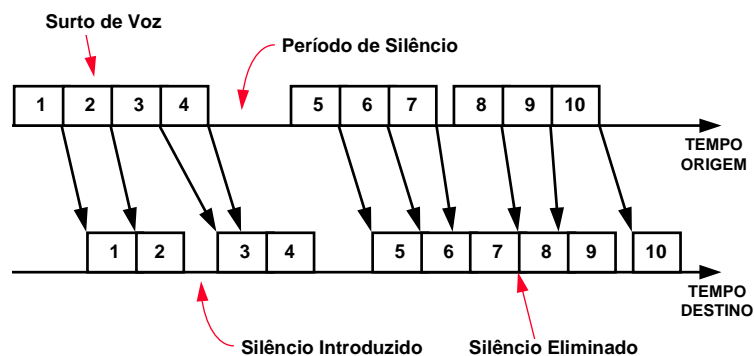 Surto de Voz
Período de Silêncio
1 2 3 4 5 6 7 8 9 10
TEMPO
ORIGEM
1 2 3 4 5 6 7 8 9 10
TEMPO
DESTINO
Silêncio Introduzido Silêncio Eliminado